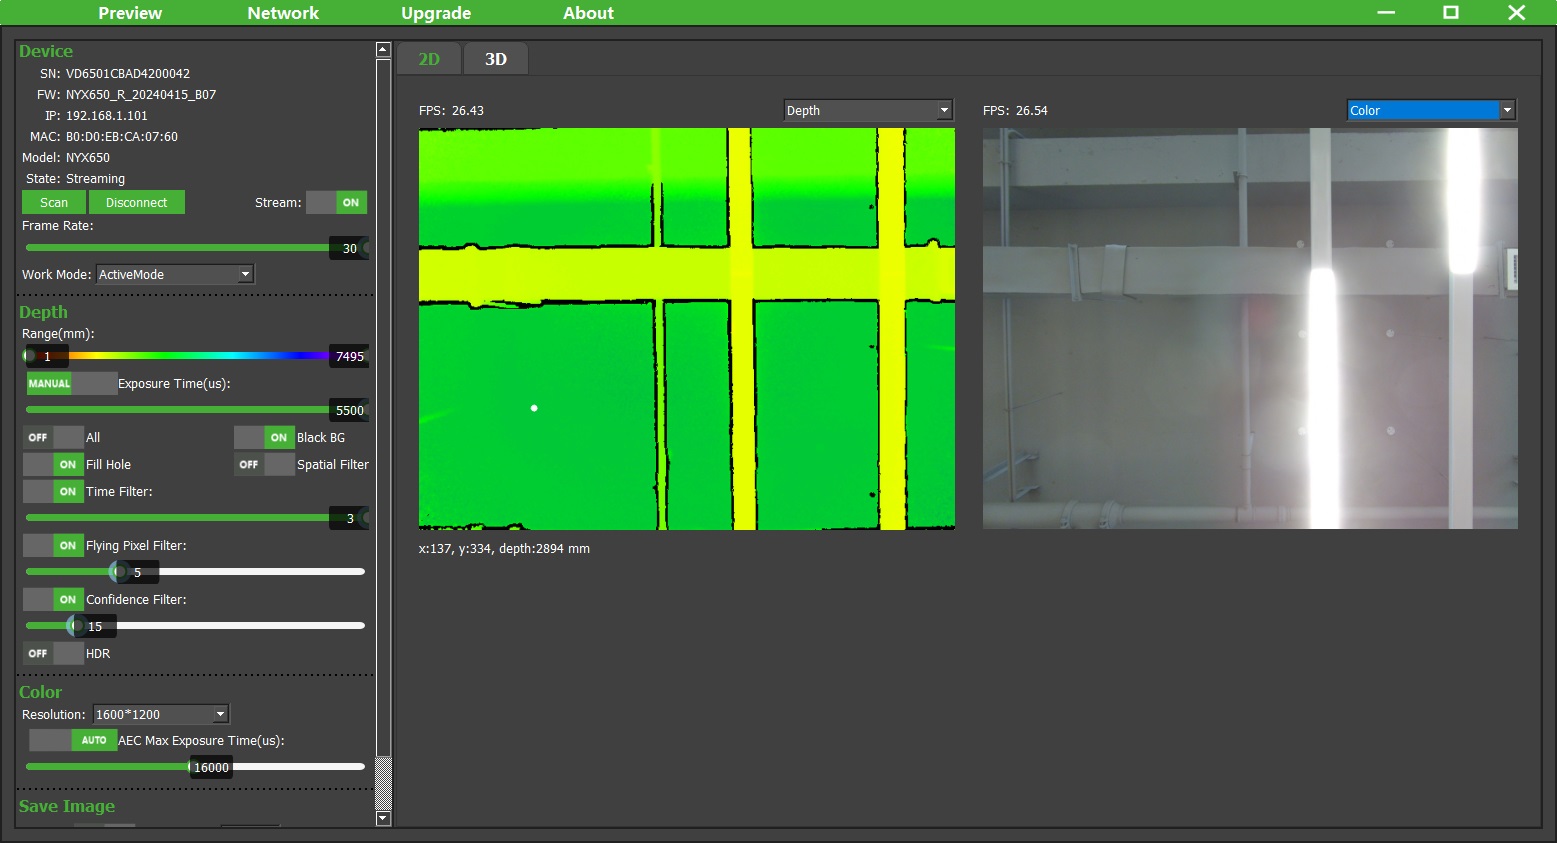 Preview Network Upgrade About
Device
SN: VD6501CBAD4200042
FW: NYX650_R_20240415_B07
IP: 192.168.1.101
MAC: B0:D0:EB:CA:07:60
Model: NYX650
State: Streaming
Scan Disconnect Stream: ON
Frame Rate:
30
Work Mode: ActiveMode
Depth
Range(mm):
1 7495
MANUAL Exposure Time(us):
5500
OFF All ON Black BG
ON Fill Hole OFF Spatial Filter
ON Time Filter:
3
ON Flying Pixel Filter:
5
ON Confidence Filter:
15
OFF HDR
Color
Resolution: 1600*1200
AUTO AEC Max Exposure Time(us):
16000
Save Image
2D 3D
FPS: 26.43 Depth
x:137, y:334, depth:2894 mm
FPS: 26.54 Color